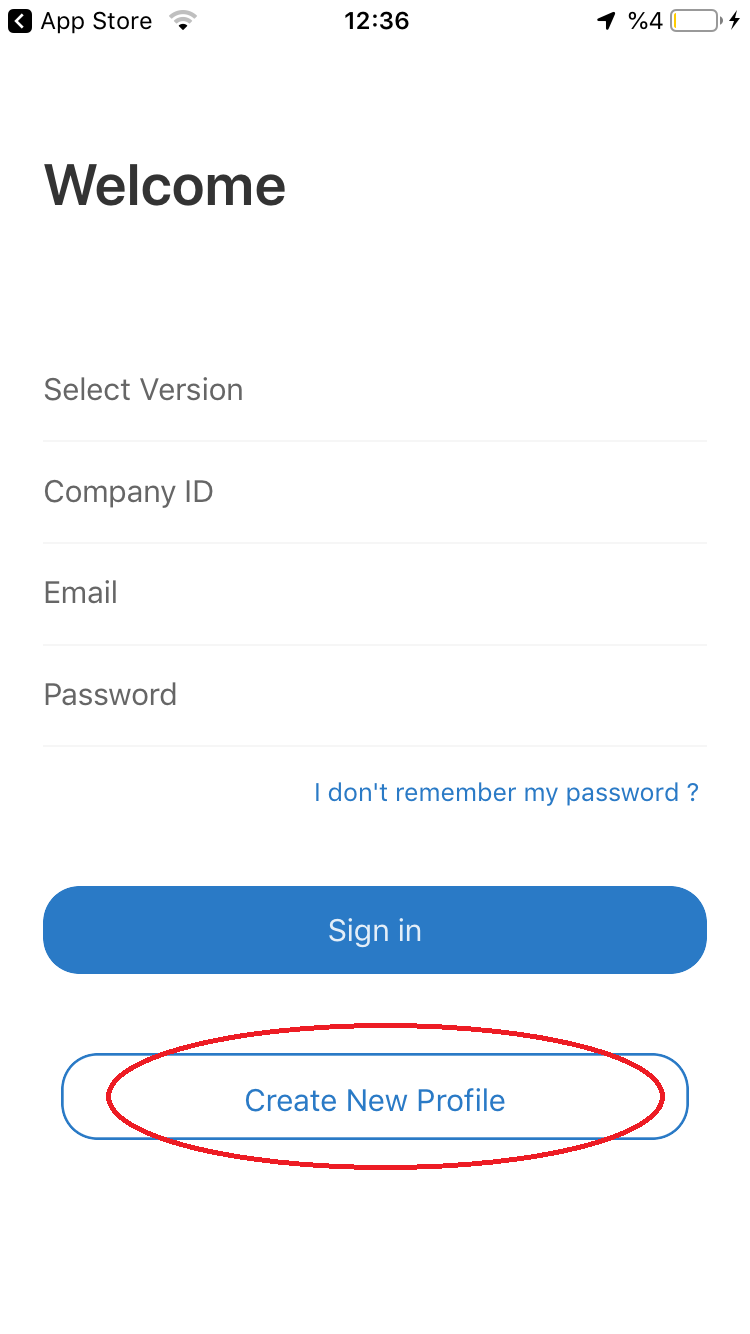 App Store 12:36 %4
Welcome
Select Version
Company ID
Email
Password
I don't remember my password ?
Sign in
Create New Profile